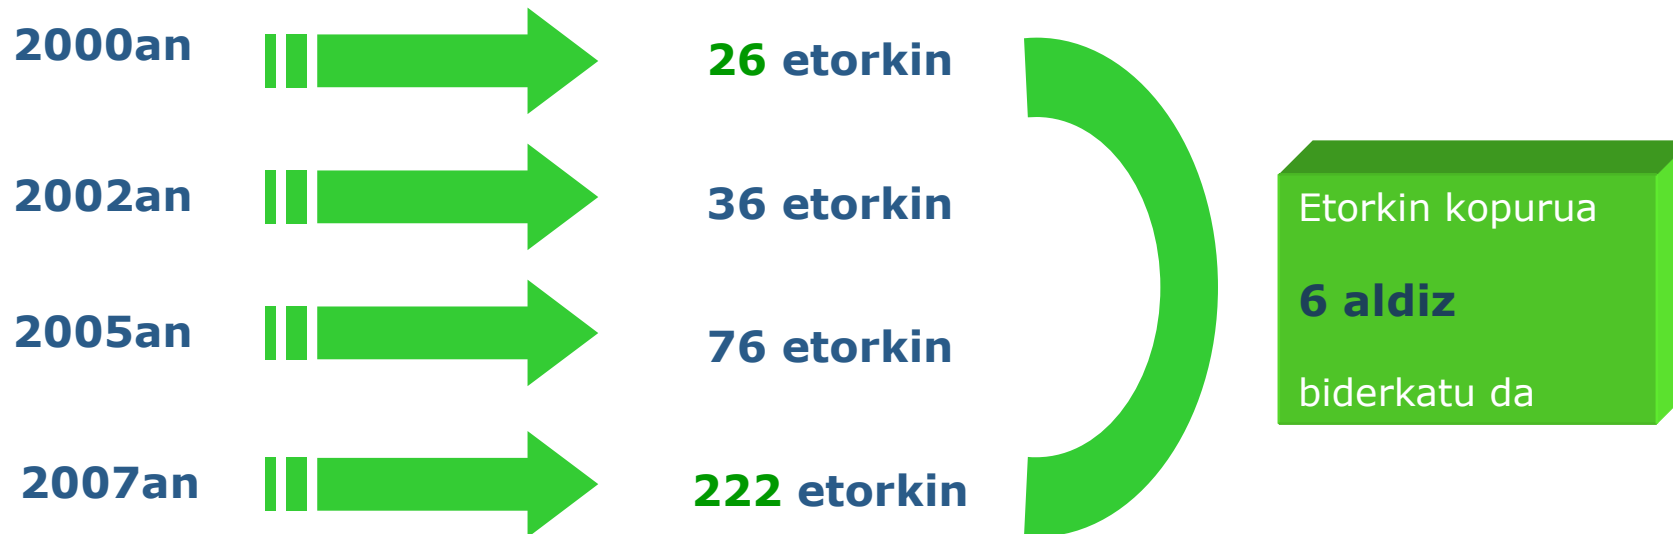 2000an
26 etorkin
2002an
36 etorkin
2005an
76 etorkin
2007an
222 etorkin
Etorkin kopurua
6 aldiz
biderkatu da